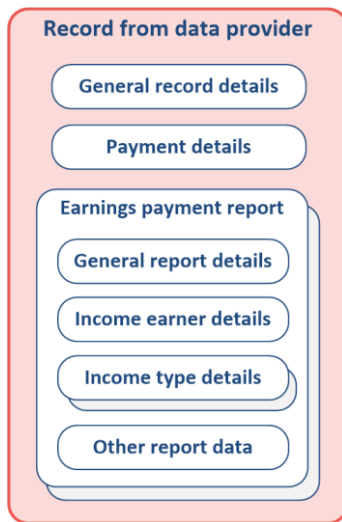 Record from data provider
General record details
Payment details
Earnings payment report
General report details
Income earner details
Income type details
Other report data